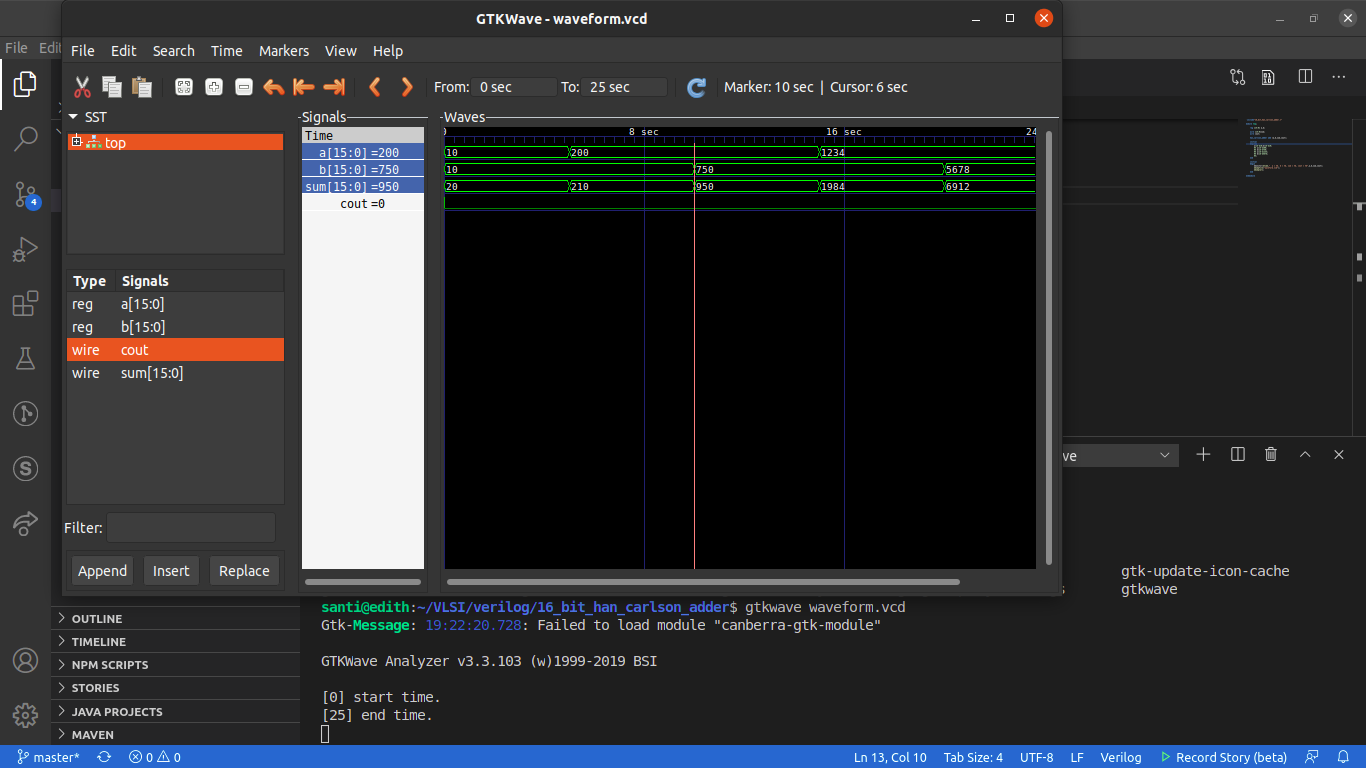 GTKWave - waveform.vcd
File Edit
File Edit Search Time Markers View Help
From: 0 sec To: 25 sec Marker: 10 sec | Cursor: 6 sec
SST
top
Type Signals
reg a[15:0]
reg b[15:0]
wire cout
wire sum[15:0]
Filter:
Append Insert Replace
Signals
Time
a[15:0] =200
b[15:0] =750
sum[15:0] =950
cout =0
Waves
8 sec 16 sec 24
10 200 1234
10 750 5678
20 210 950 1984 6912
4
ve
gtk-update-icon-cache
s gtkwave
santi@edith:~/VLSI/verilog/16_bit_han_carlson_adder$ gtkwave waveform.vcd
Gtk-Message: 19:22:20.728: Failed to load module "canberra-gtk-module"
GTKWave Analyzer v3.3.103 (w)1999-2019 BSI
[0] start time.
[25] end time.
OUTLINE
TIMELINE
NPM SCRIPTS
STORIES
JAVA PROJECTS
MAVEN
master* 0 0 Ln 13, Col 10 Tab Size: 4 UTF-8 LF Verilog Record Story (beta)